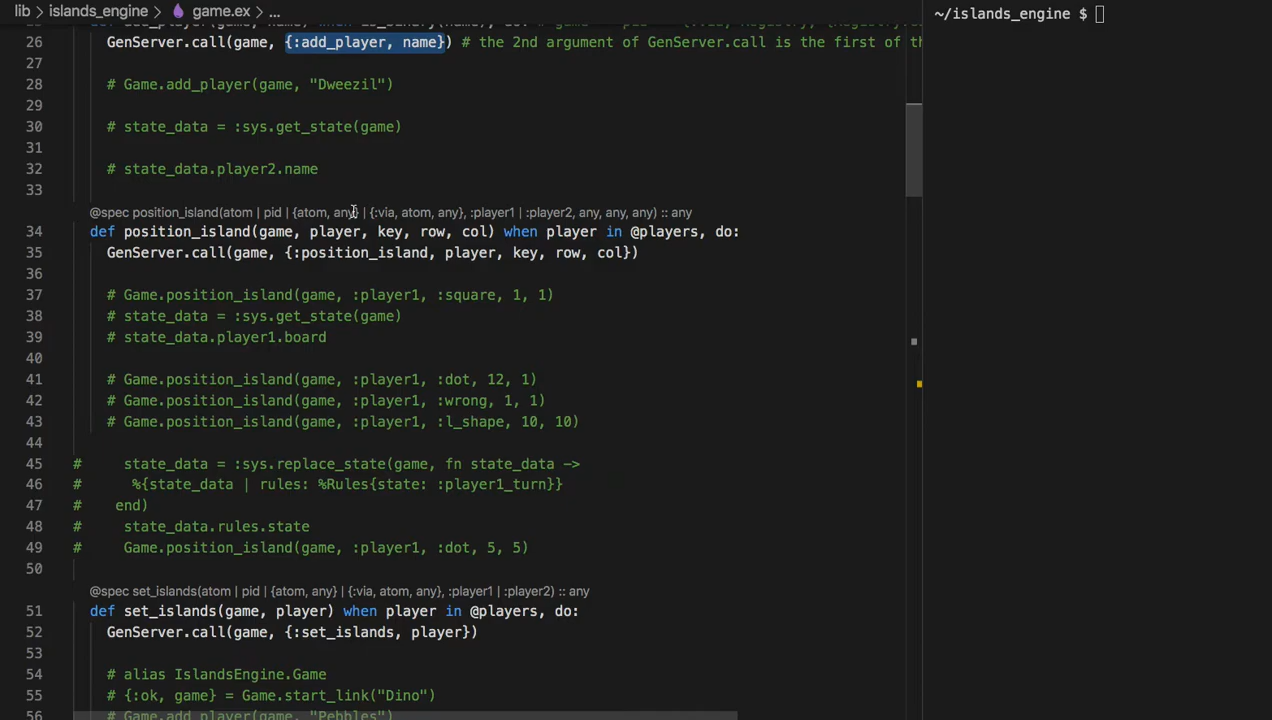 lib > islands_engine > game.ex > ...
~/islands_engine $
26 GenServer.call(game, {:add_player, name}) # the 2nd argument of GenServer.call is the first of th
27
28 # Game.add_player(game, "Dweezil")
29
30 # state_data = :sys.get_state(game)
31
32 # state_data.player2.name
33
@spec position_island(atom | pid | {atom, any} | {:via, atom, any}, :player1 | :player2, any, any, any) :: any
34 def position_island(game, player, key, row, col) when player in @players, do:
35 GenServer.call(game, {:position_island, player, key, row, col})
36
37 # Game.position_island(game, :player1, :square, 1, 1)
38 # state_data = :sys.get_state(game)
39 # state_data.player1.board
40
41 # Game.position_island(game, :player1, :dot, 12, 1)
42 # Game.position_island(game, :player1, :wrong, 1, 1)
43 # Game.position_island(game, :player1, :l_shape, 10, 10)
44
45 # state_data = :sys.replace_state(game, fn state_data ->
46 # %{state_data | rules: %Rules{state: :player1_turn}}
47 # end)
48 # state_data.rules.state
49 # Game.position_island(game, :player1, :dot, 5, 5)
50
@spec set_islands(atom | pid | {atom, any} | {:via, atom, any}, :player1 | :player2) :: any
51 def set_islands(game, player) when player in @players, do:
52 GenServer.call(game, {:set_islands, player})
53
54 # alias IslandsEngine.Game
55 # {:ok, game} = Game.start_link("Dino")
56 # Game.add_player(game, "Pebbles")